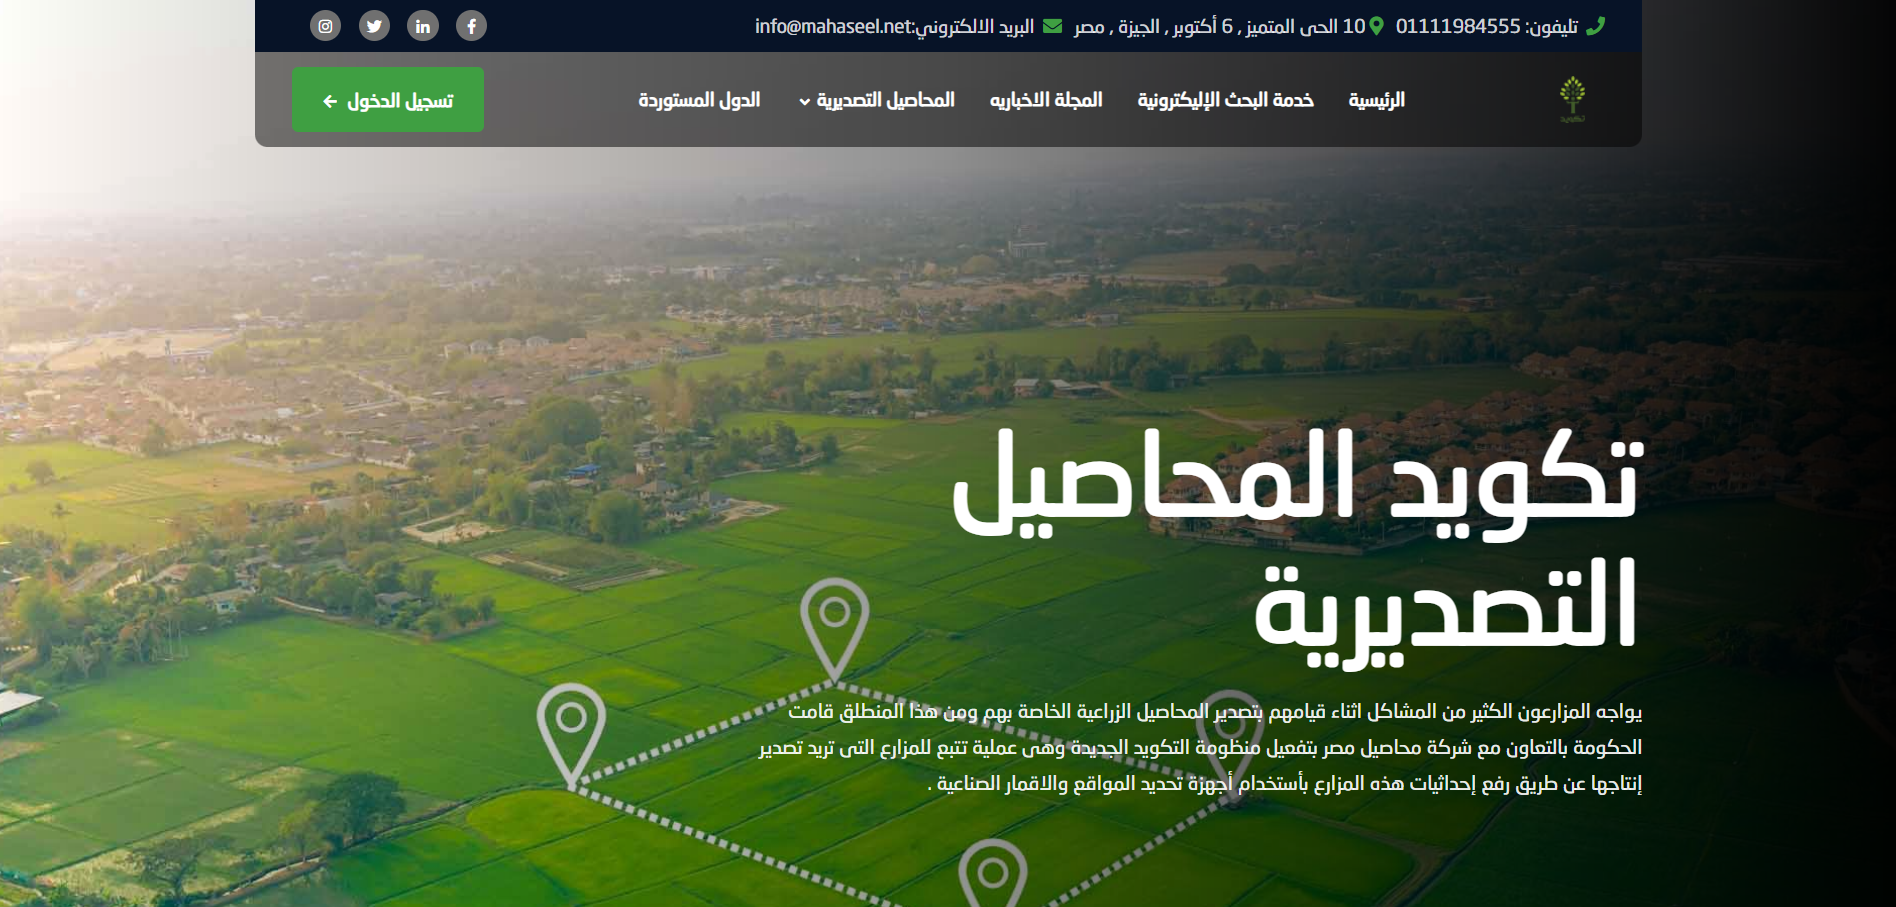 تليفون: 01111984555 10 الحى المتميز , 6 أكتوبر , الجيزة , مصر البريد الالكتروني:info@mahaseel.net
تكويد
الرئيسية خدمة البحث الإليكترونية المجلة الاخباريه المحاصيل التصديرية الدول المستوردة تسجيل الدخول
تكويد المحاصيل
التصديرية
يواجه المزارعون الكثير من المشاكل اثناء قيامهم بتصدير المحاصيل الزراعية الخاصة بهم ومن هذا المنطلق قامت
الحكومة بالتعاون مع شركة محاصيل مصر بتفعيل منظومة التكويد الجديدة وهى عملية تتبع للمزارع التى تريد تصدير
إنتاجها عن طريق رفع إحداثيات هذه المزارع بأستخدام أجهزة تحديد المواقع والاقمار الصناعية .